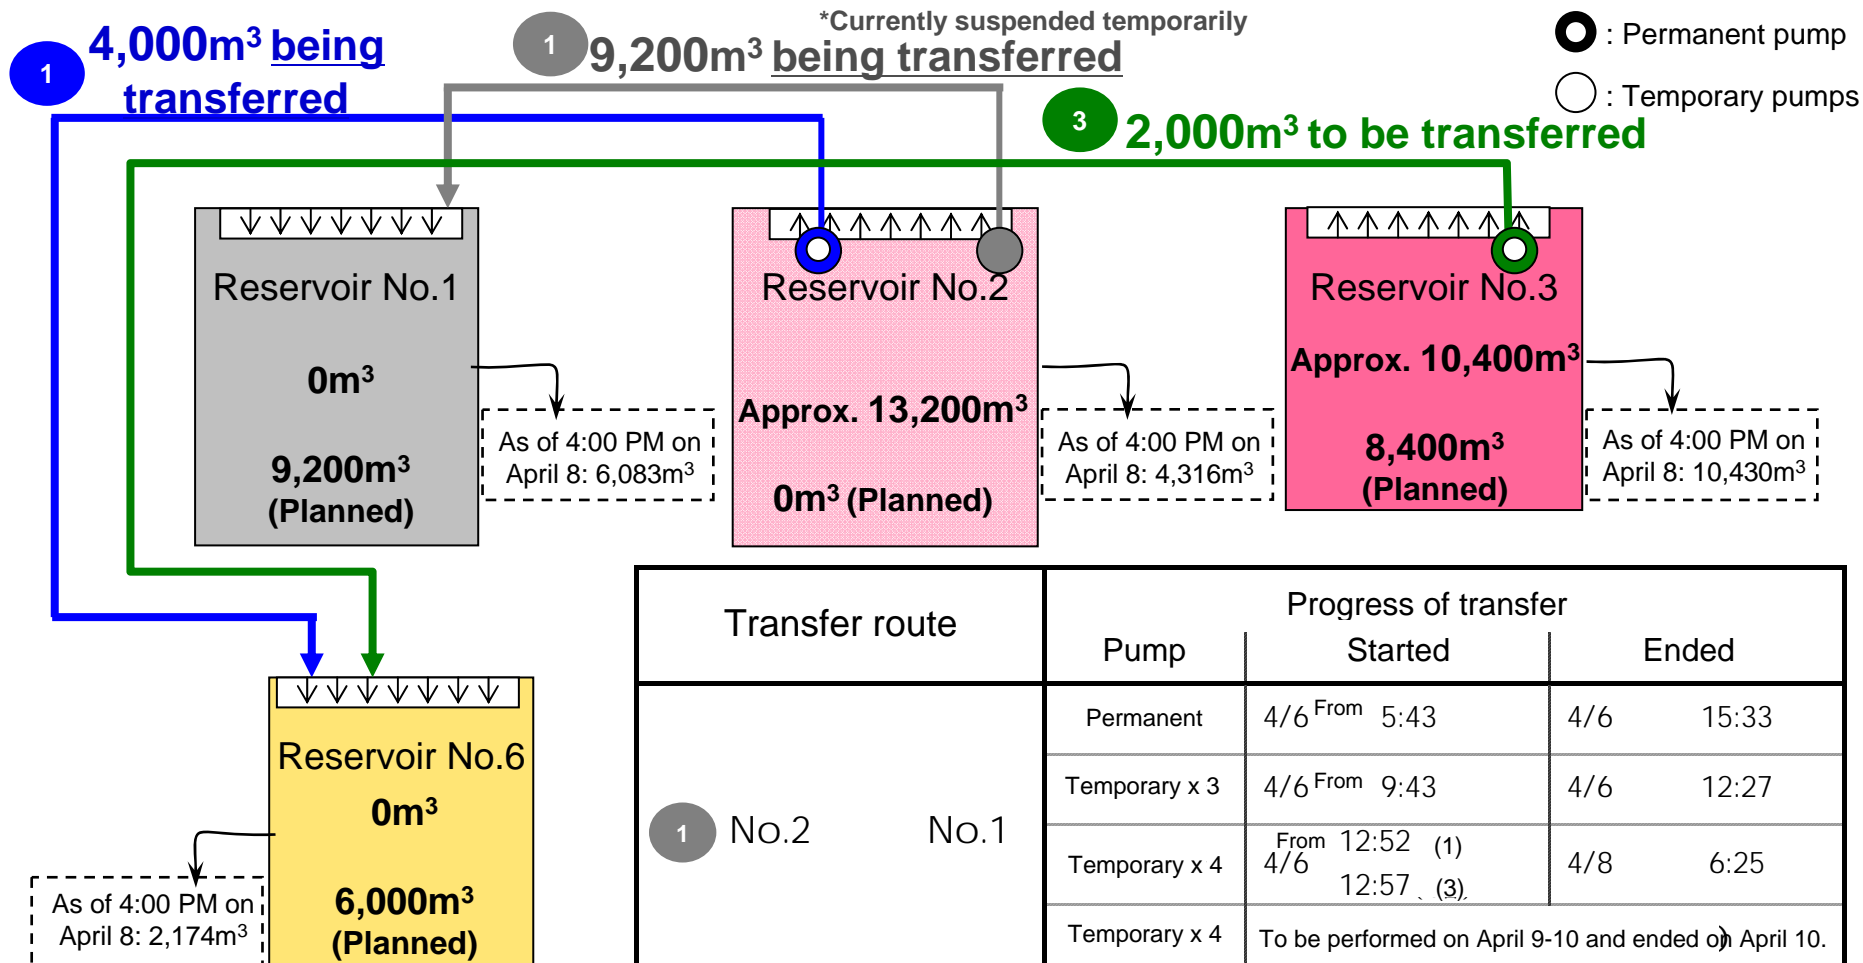 *Currently suspended temporarily
1 4,000m³ being
transferred
1 9,200m³ being transferred
: Permanent pump
: Temporary pumps
3 2,000m³ to be transferred
Reservoir No.1
0m³
9,200m³
(Planned)
As of 4:00 PM on
April 8: 6,083m³
Reservoir No.2
Approx. 13,200m³
0m³ (Planned)
As of 4:00 PM on
April 8: 4,316m³
Reservoir No.3
Approx. 10,400m³
8,400m³
(Planned)
As of 4:00 PM on
April 8: 10,430m³
Reservoir No.6
0m³
6,000m³
(Planned)
As of 4:00 PM on
April 8: 2,174m³
Transfer route
Progress of transfer
Pump Started Ended
1 No.2 No.1
Permanent 4/6 From 5:43 4/6 15:33
Temporary x 3 4/6 From 9:43 4/6 12:27
Temporary x 4 4/6 From 12:52 (1)
12:57 (3) 4/8 6:25
Temporary x 4 To be performed on April 9-10 and ended on April 10.